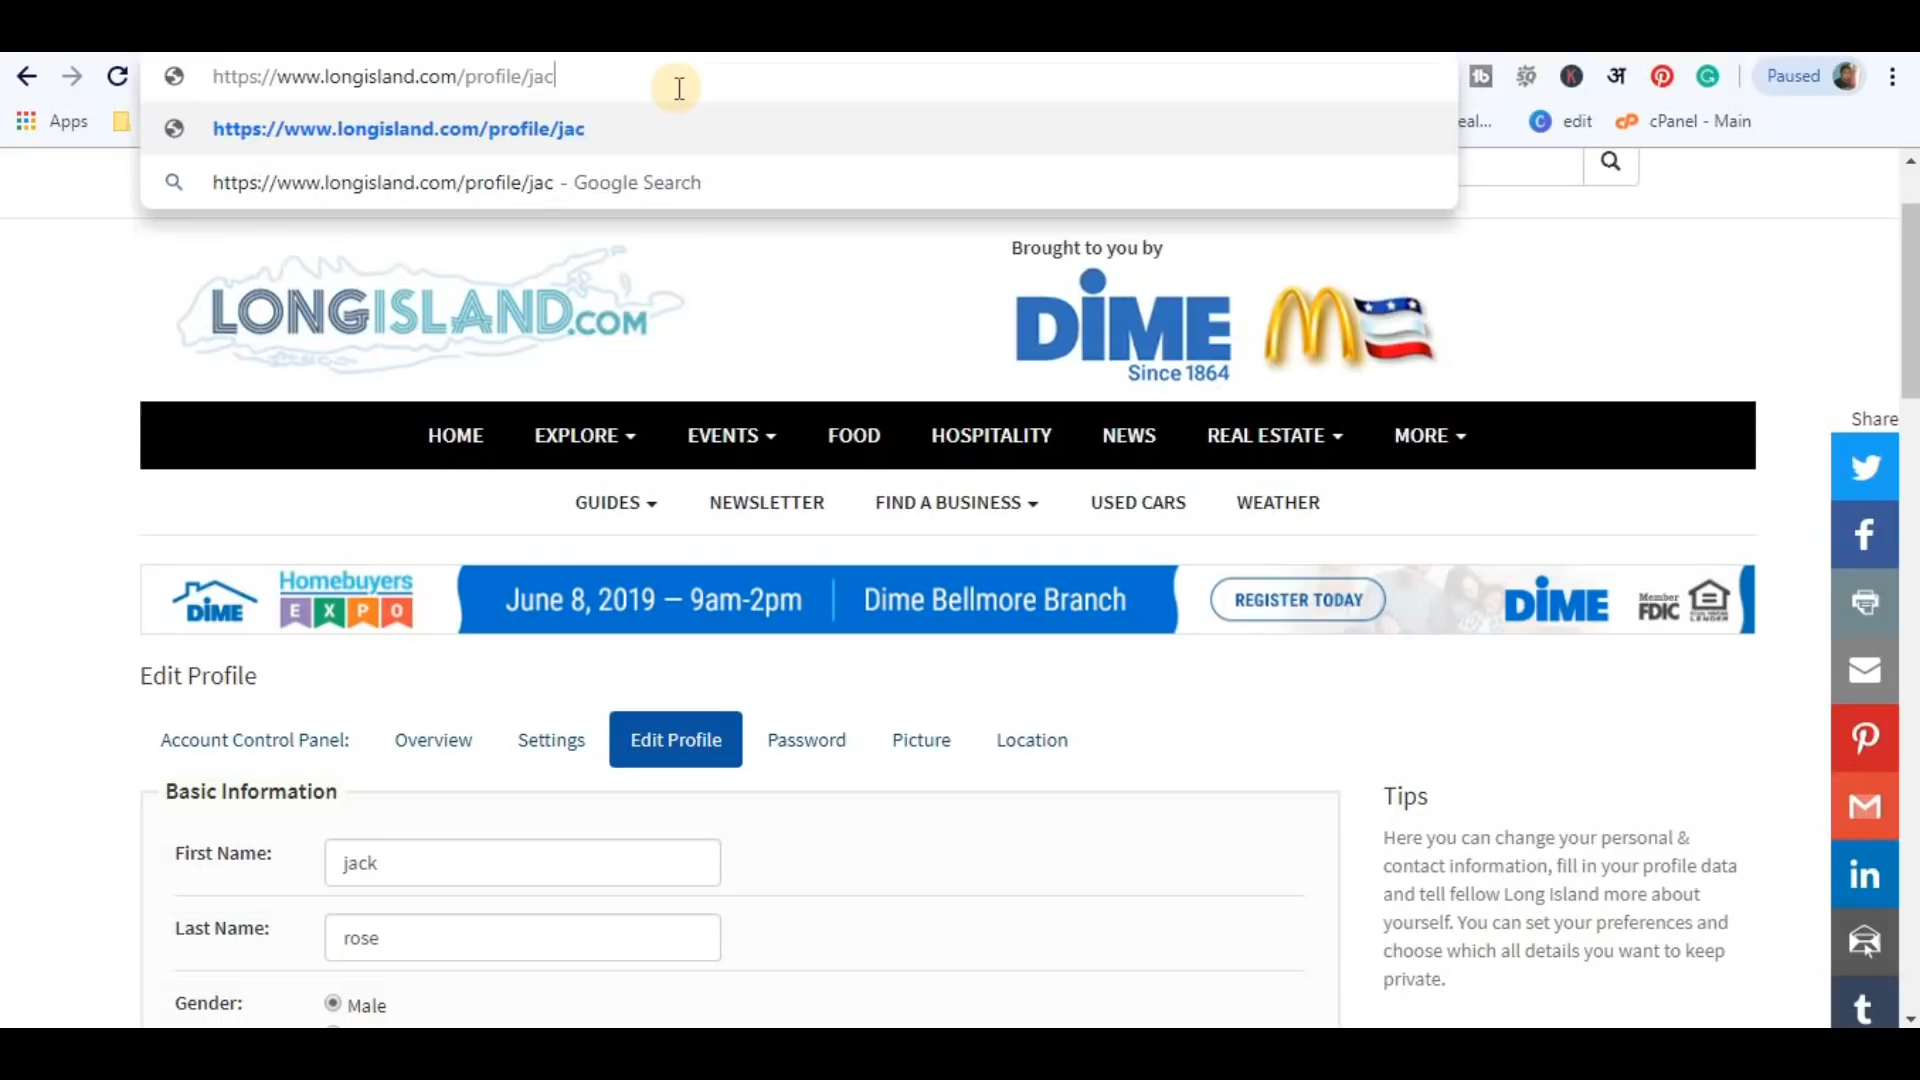 https://www.longisland.com/profile/jac
Paused
Apps
https://www.longisland.com/profile/jac
eal...
edit
cPanel - Main
https://www.longisland.com/profile/jac - Google Search
Brought to you by
LONGISLAND.COM
DIME
Since 1864
HOME EXPLORE EVENTS FOOD HOSPITALITY NEWS REAL ESTATE MORE
Share
GUIDES NEWSLETTER FIND A BUSINESS USED CARS WEATHER
DIME
Homebuyers
EXPO
June 8, 2019 – 9am-2pm
Dime Bellmore Branch
REGISTER TODAY
DIME
Member
FDIC
Edit Profile
Account Control Panel: Overview Settings Edit Profile Password Picture Location
Basic Information
First Name: jack
Last Name: rose
Gender: Male
Tips
Here you can change your personal &
contact information, fill in your profile data
and tell fellow Long Island more about
yourself. You can set your preferences and
choose which all details you want to keep
private.